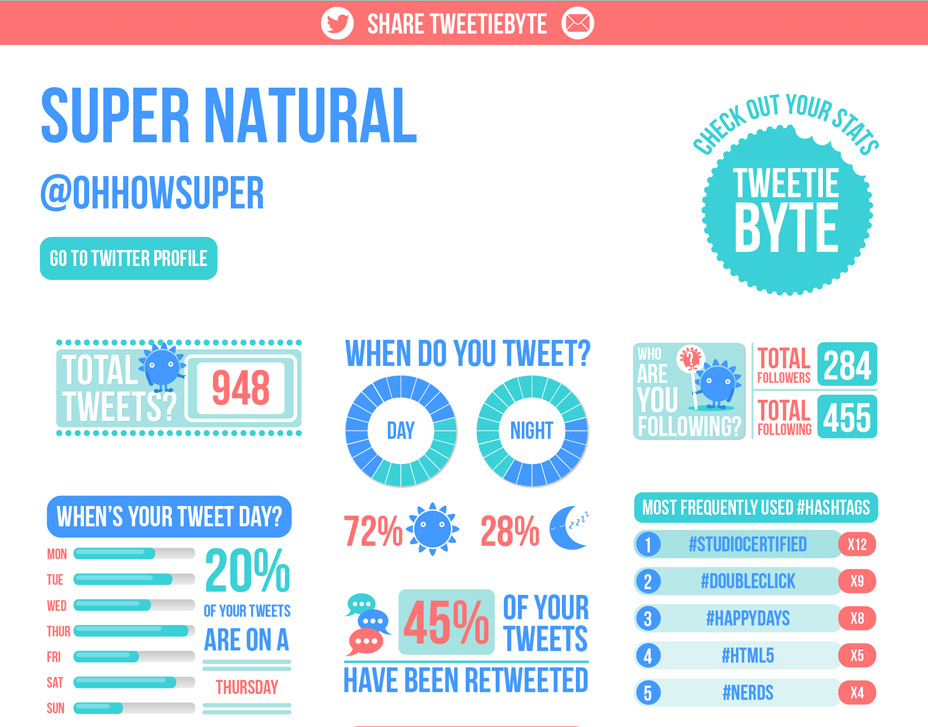 SHARE TWEETIEBYTE
SUPER NATURAL
@OHHOWSUPER
GO TO TWITTER PROFILE
CHECK OUT YOUR STATS
TWEETIE
BYTE
TOTAL
TWEETS?
948
WHEN DO YOU TWEET?
DAY
NIGHT
72%
28%
WHO
ARE
YOU
FOLLOWING?
?
TOTAL
FOLLOWERS
284
TOTAL
FOLLOWING
455
WHEN'S YOUR TWEET DAY?
MON
TUE
WED
THUR
FRI
SAT
SUN
20%
OF YOUR TWEETS
ARE ON A
THURSDAY
z z z z
45%
OF YOUR
TWEETS
HAVE BEEN RETWEETED
MOST FREQUENTLY USED #HASHTAGS
1 #STUDIOCERTIFIED X12
2 #DOUBLECLICK X9
3 #HAPPYDAYS X8
4 #HTML5 X5
5 #NERDS X4